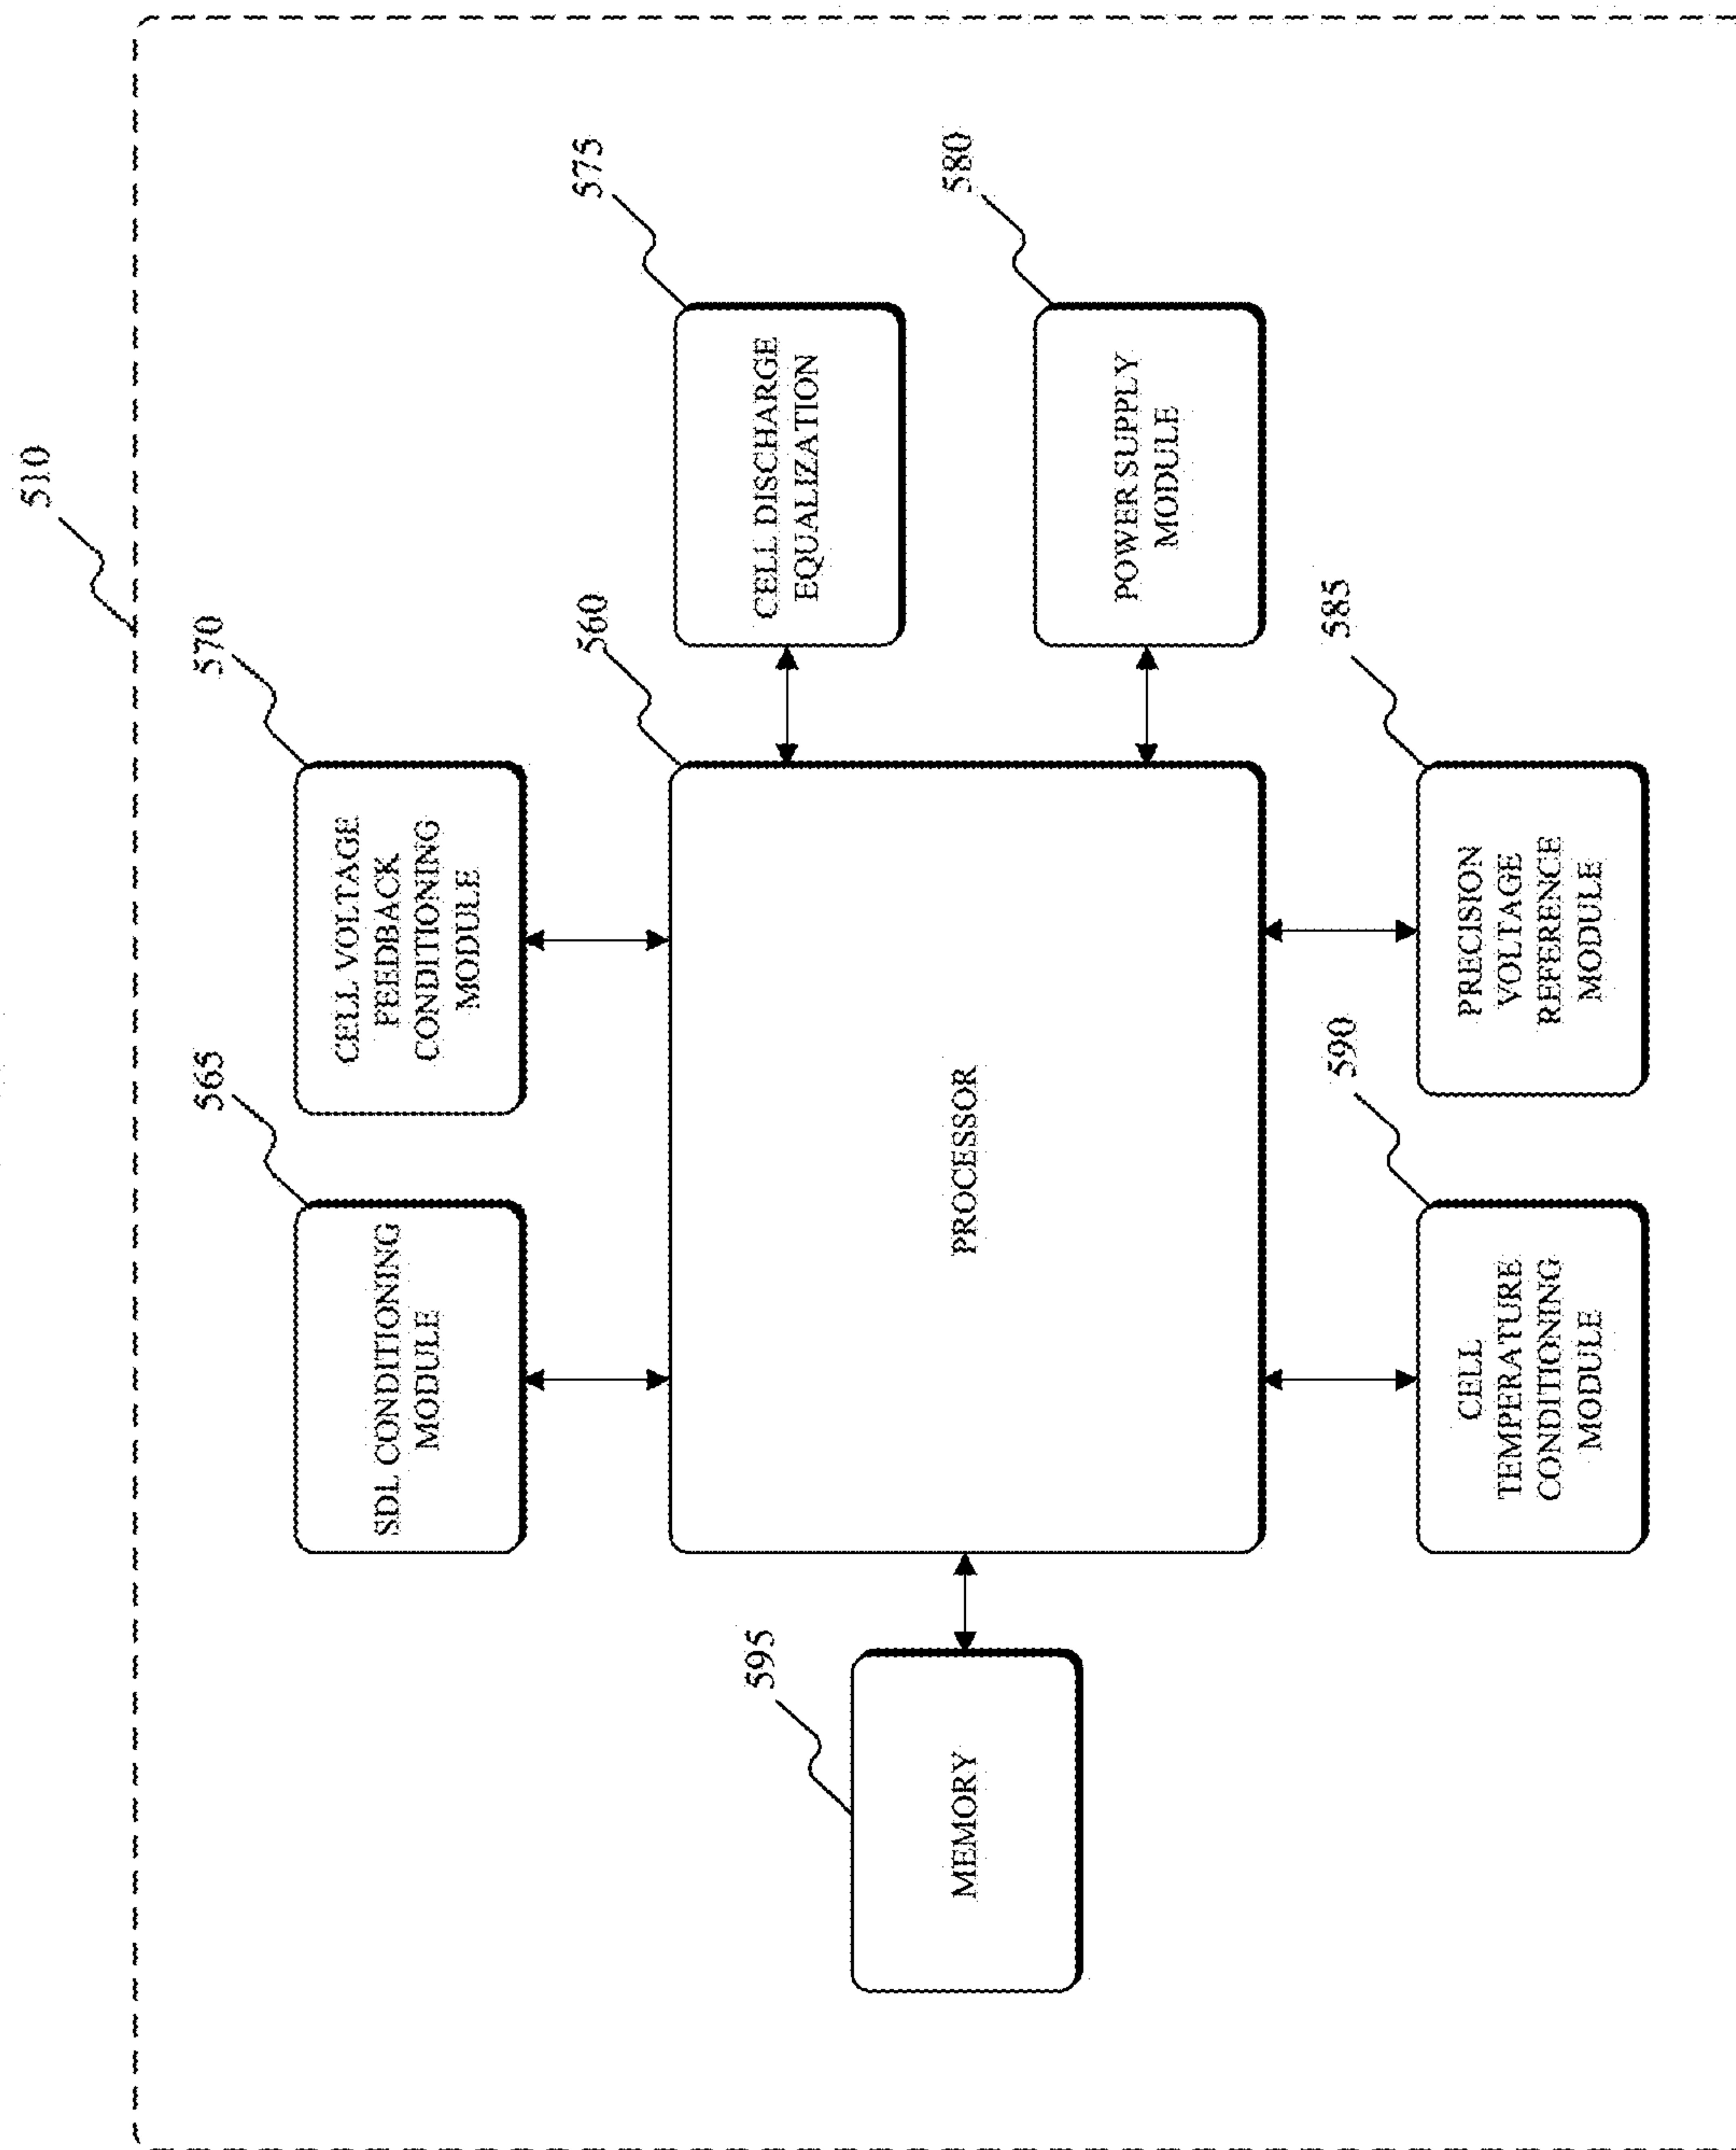 510
565
SDL CONDITIONING
MODULE
570
CELL VOLTAGE
FEEDBACK
CONDITIONING
MODULE
595
MEMORY
560
PROCESSOR
575
CELL DISCHARGE
EQUALIZATION
580
POWER SUPPLY
MODULE
590
CELL
TEMPERATURE
CONDITIONING
MODULE
585
PRECISION
VOLTAGE
REFERENCE
MODULE